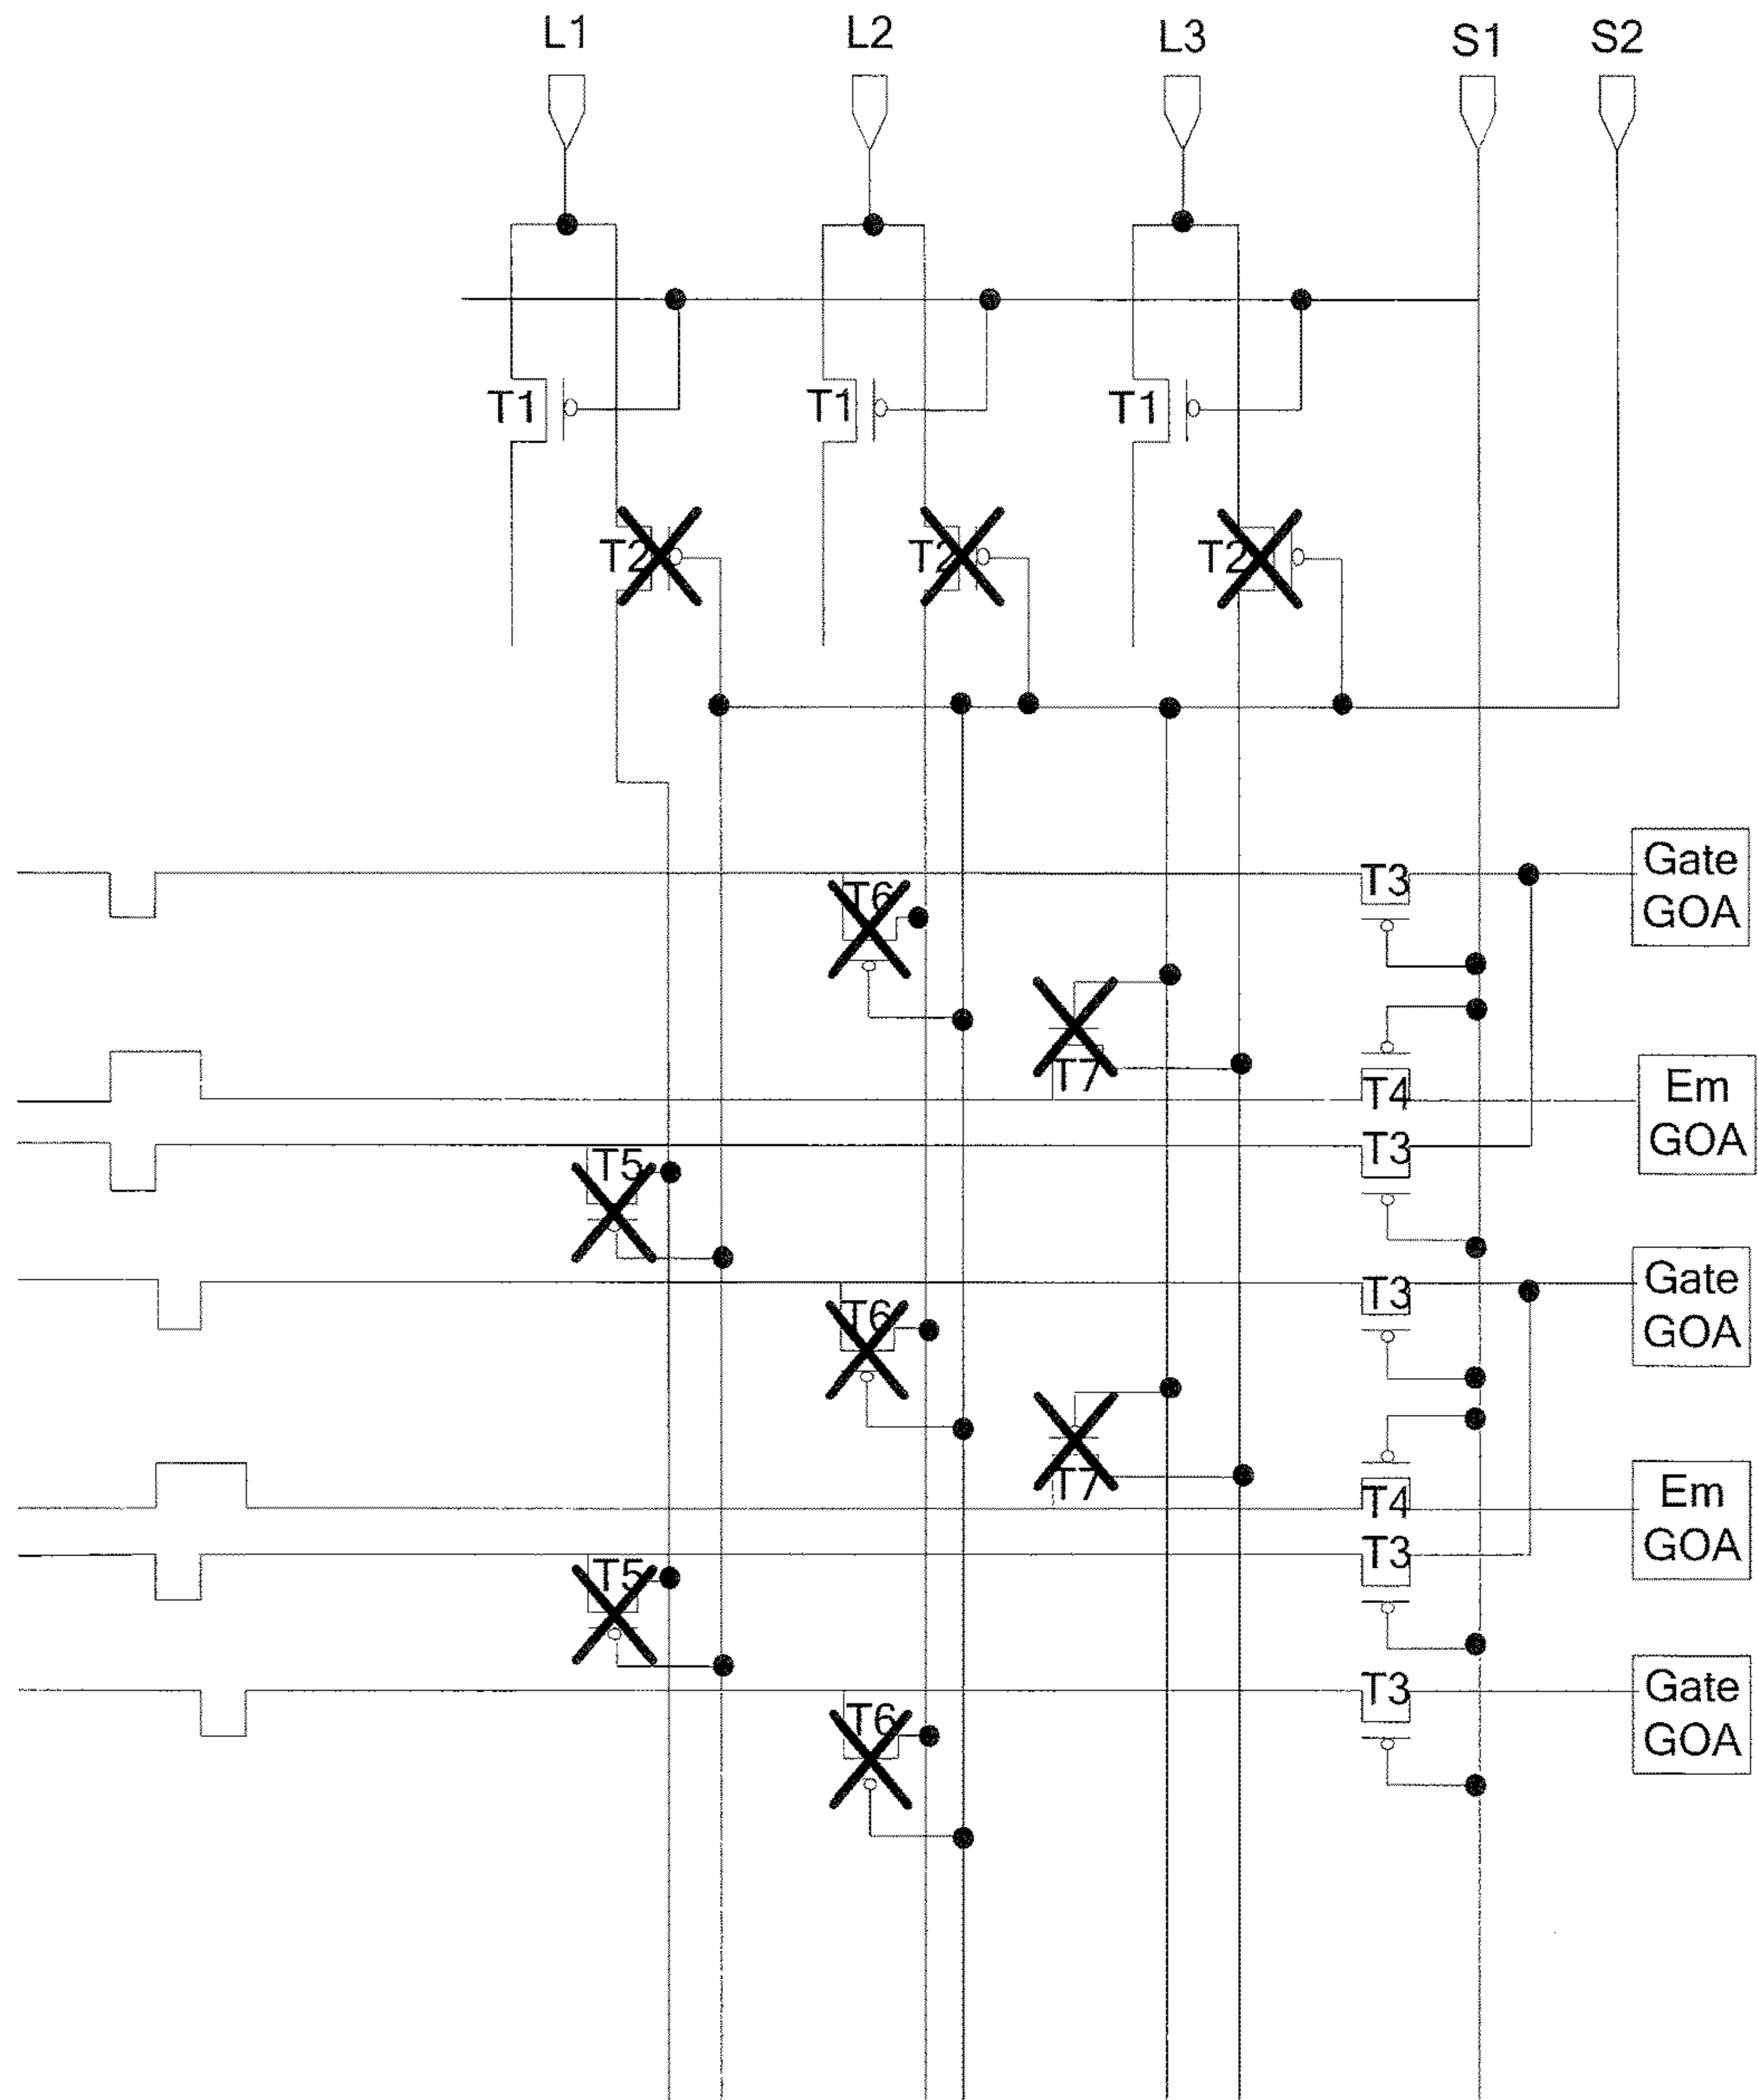 L1 L2 L3 S1 S2
T1 T1 T1
T2 T2 T2
T6 T3 Gate
GOA
T7 T4 Em
GOA
T5 T3
T6 T3 Gate
GOA
T7 T4 Em
GOA
T5 T3
T6 T3 Gate
GOA